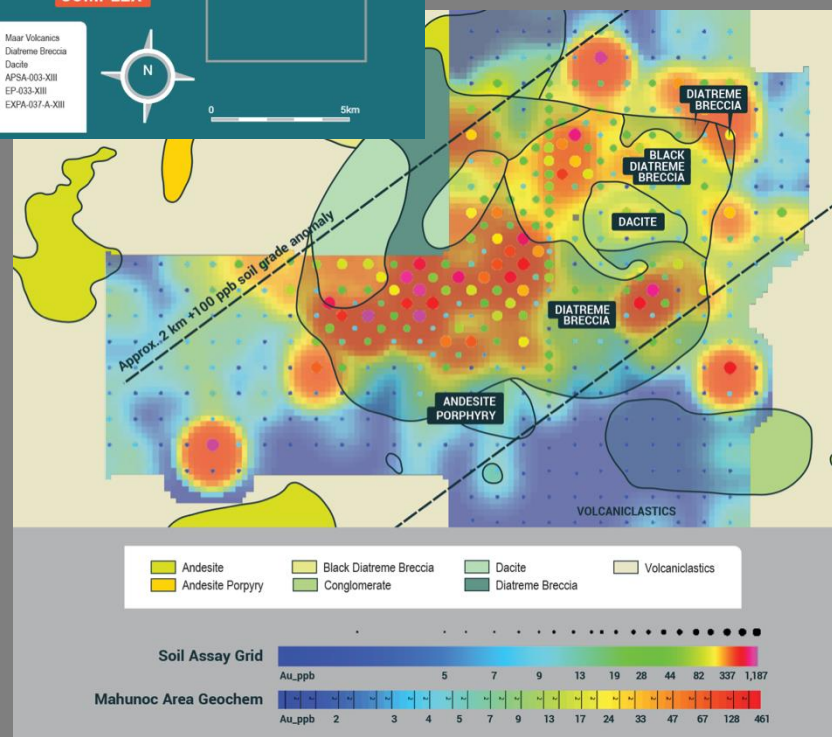 COMPLEX
Maar Volcanics
Diatreme Breccia
Dacite
APSA-003-XIII
EP-033-XIII
EXPA-037-A-XIII
N
0 5km
DIATREME
BRECCIA
BLACK
DIATREME
BRECCIA
DACITE
Approx..2 km +100 ppb soil grade anomaly
DIATREME
BRECCIA
ANDESITE
PORPHYRY
VOLCANICLASTICS
Andesite Black Diatreme Breccia Dacite Volcaniclastics
Andesite Porpyry Conglomerate Diatreme Breccia
Soil Assay Grid
Au_ppb 5 7 9 13 19 28 44 82 337 1,187
Mahunoc Area Geochem
Au_ppb 2 3 4 5 7 9 13 17 24 33 47 67 128 461